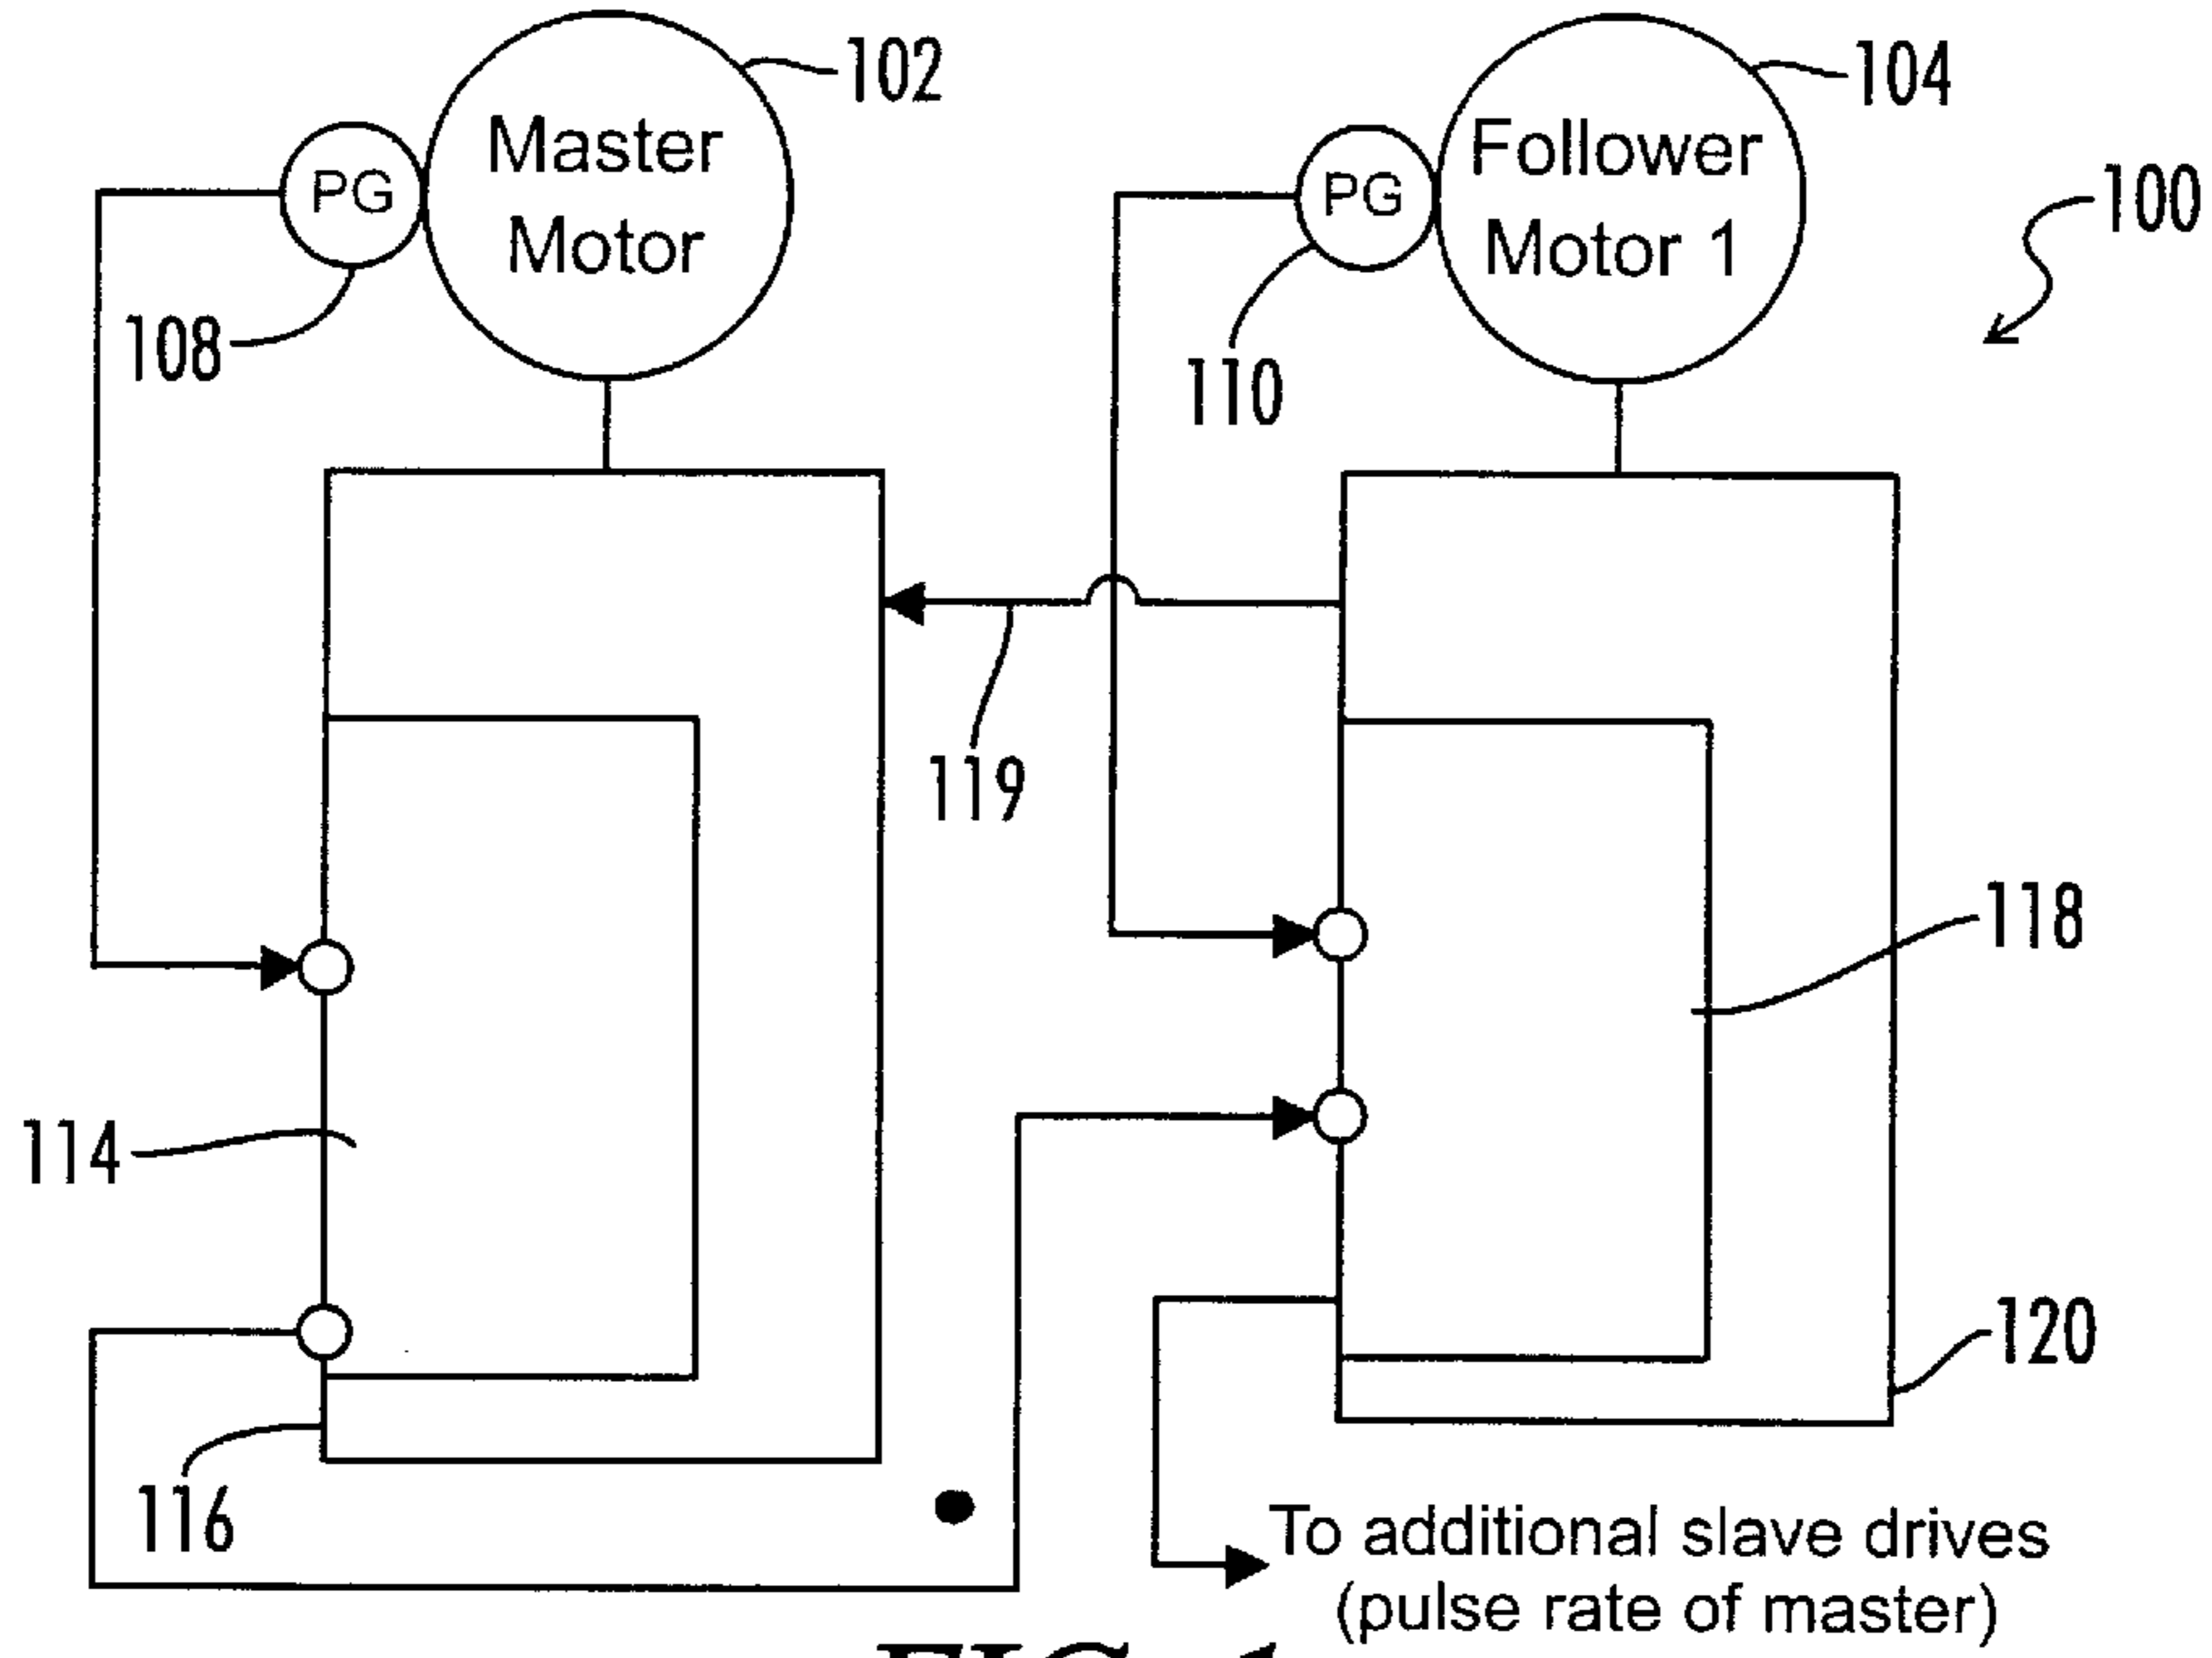 102
104
Master
Motor
PG
Follower
Motor 1
PG
100
108
110
119
118
114
120
116
To additional slave drives
(pulse rate of master)